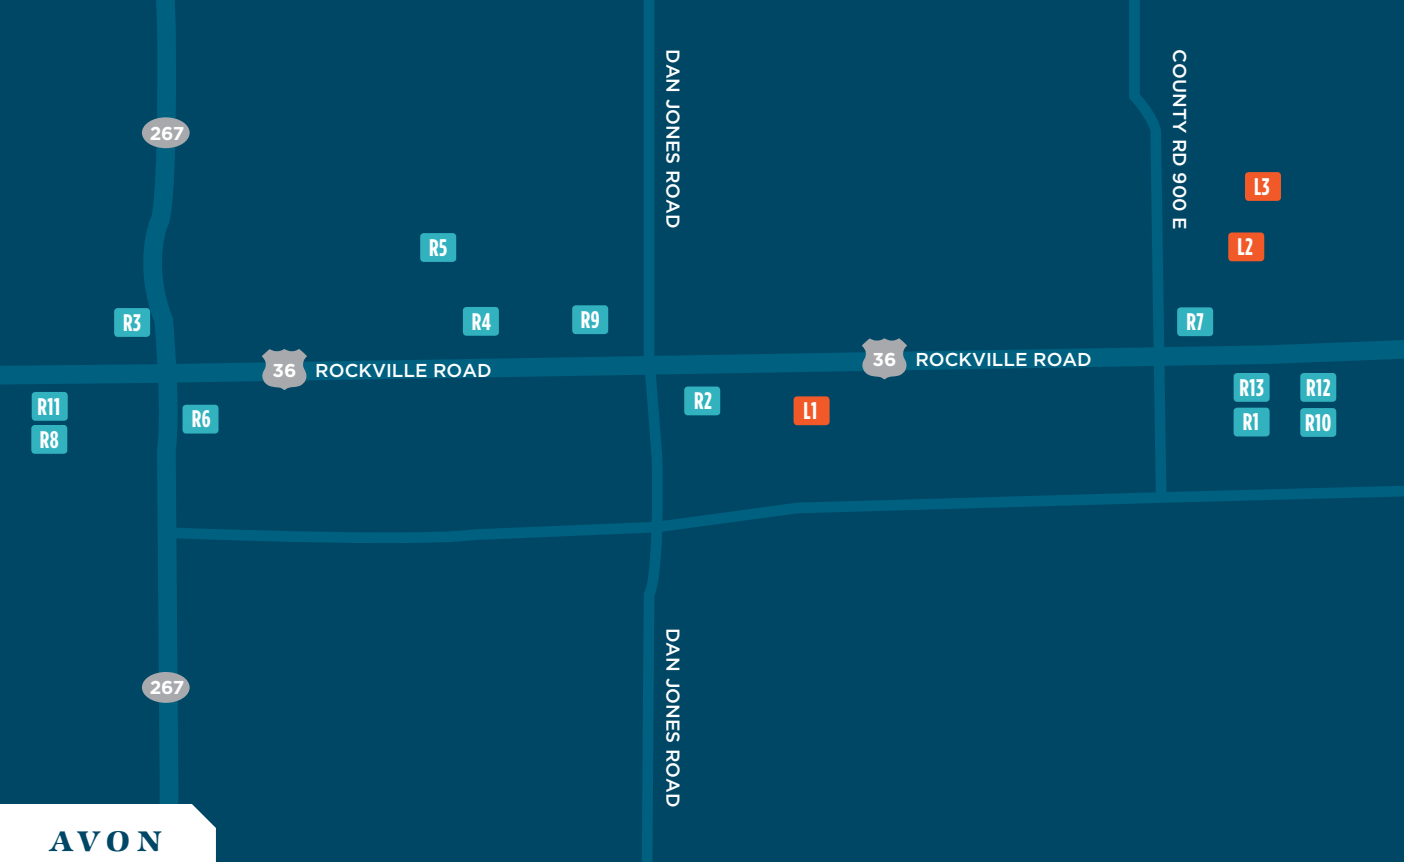 DAN JONES ROAD
COUNTY RD 900 E
267
L3
L2
R5
R3
R4
R9
R7
36 ROCKVILLE ROAD
36 ROCKVILLE ROAD
R11
R8
R6
R2
L1
R13
R12
R1
R10
DAN JONES ROAD
267
AVON